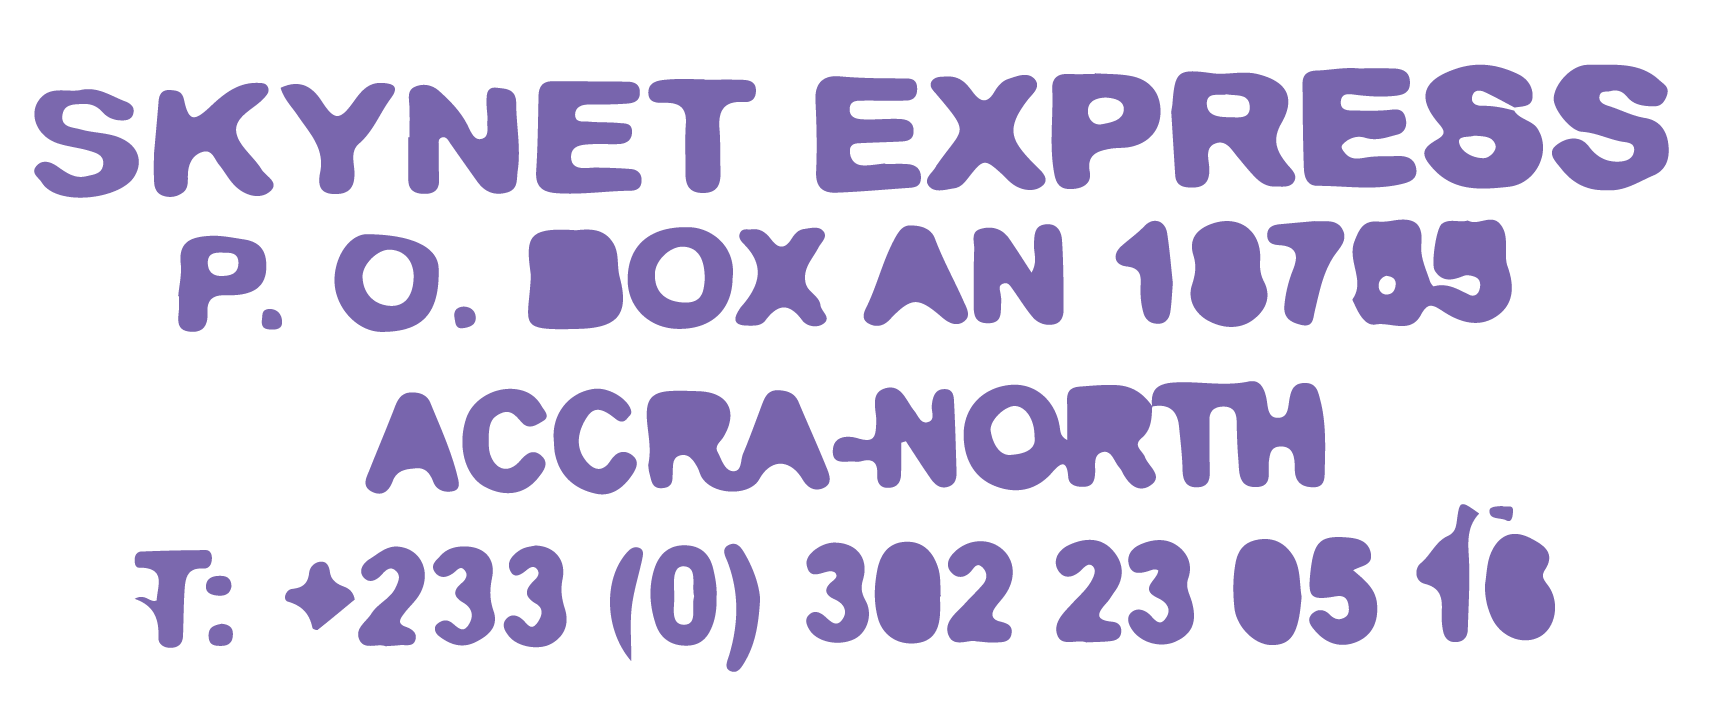 SKYNET EXPRESS
P. O. BOX AN 18785
ACCRA-NORTH
T: +233 (0) 302 23 05 16